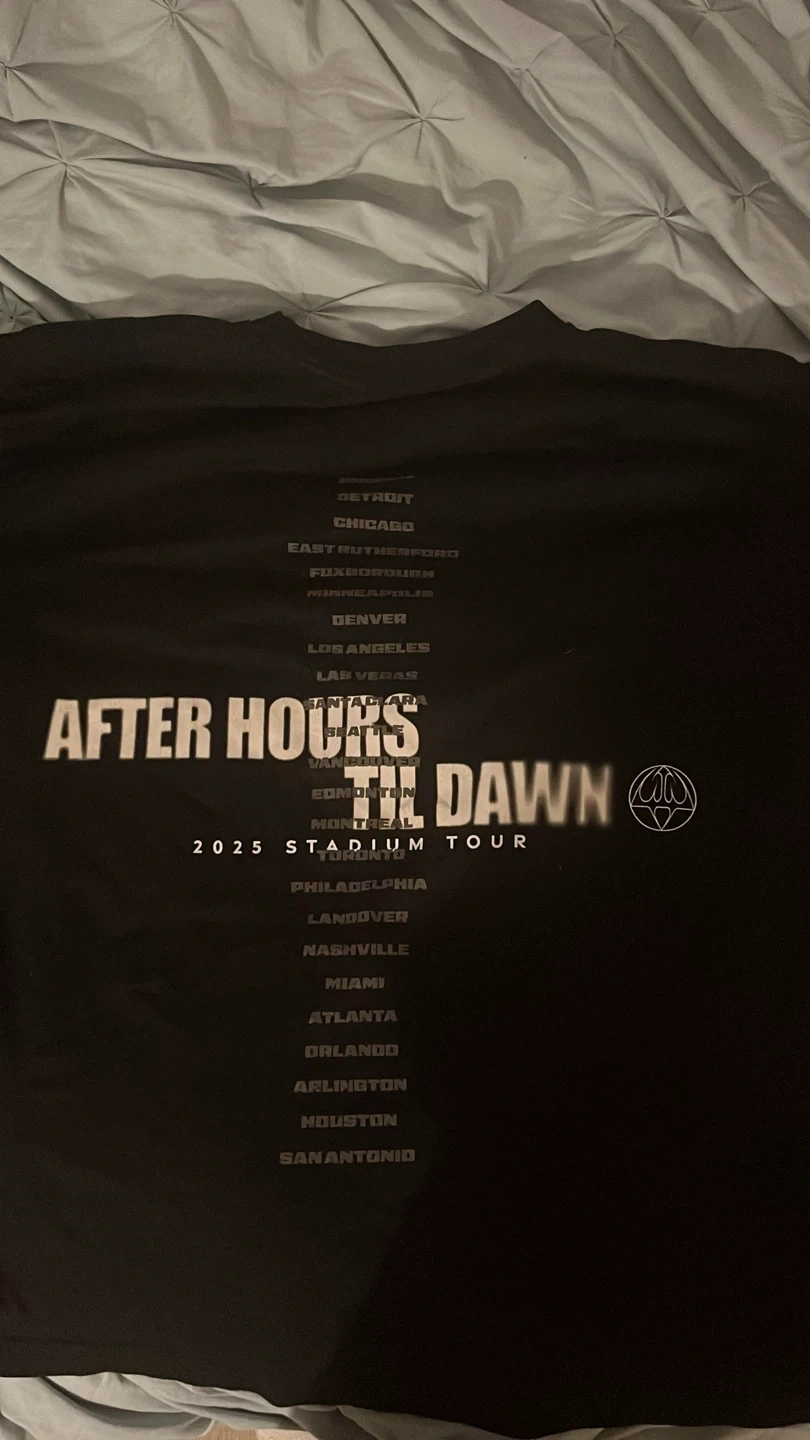 DETROIT
CHICAGO
EAST RUTHERFORD
FOXBOROUGH
MINNEAPOLIS
DENVER
LOS ANGELES
LAS VEGAS
SANTA CLARA
AFTER HOURS
SEATTLE
VANCOUVER
TIL DAWN
EDMONTON
MONTREAL
2025 STADIUM TOUR
TORONTO
PHILADELPHIA
LANDOVER
NASHVILLE
MIAMI
ATLANTA
ORLANDO
ARLINGTON
HOUSTON
SAN ANTONIO